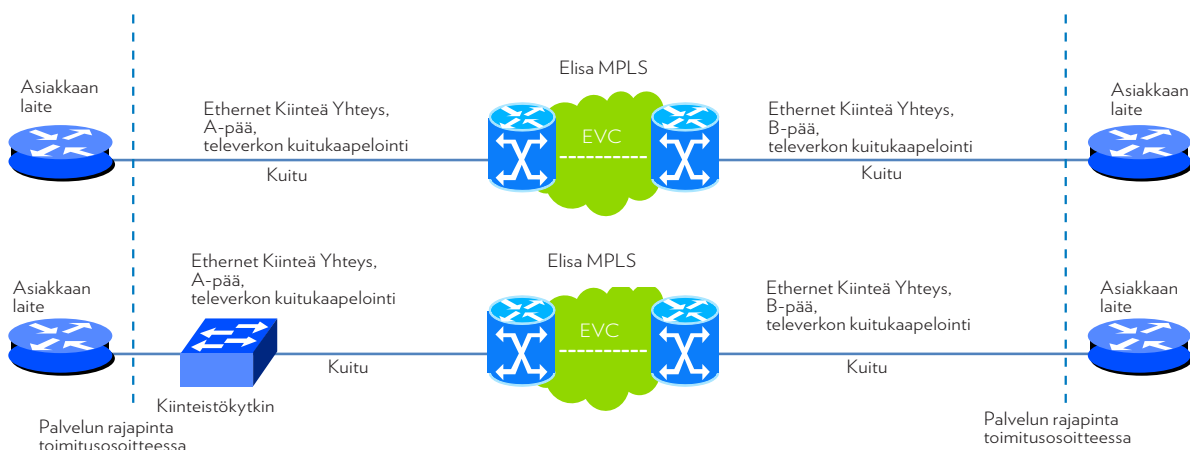 Elisa MPLS
Asiakkaan
laite
Ethernet Kiinteä Yhteys,
A-pää,
televerkon kuitukaapelointi
Kuitu
EVC
Ethernet Kiinteä Yhteys,
B-pää,
televerkon kuitukaapelointi
Kuitu
Asiakkaan
laite
Elisa MPLS
Asiakkaan
laite
Ethernet Kiinteä Yhteys,
A-pää,
televerkon kuitukaapelointi
Kuitu
EVC
Ethernet Kiinteä Yhteys,
B-pää,
televerkon kuitukaapelointi
Kuitu
Asiakkaan
laite
Kiinteistökytkin
Palvelun rajapinta
toimitusosoitteessa
Palvelun rajapinta
toimitusosoitteessa